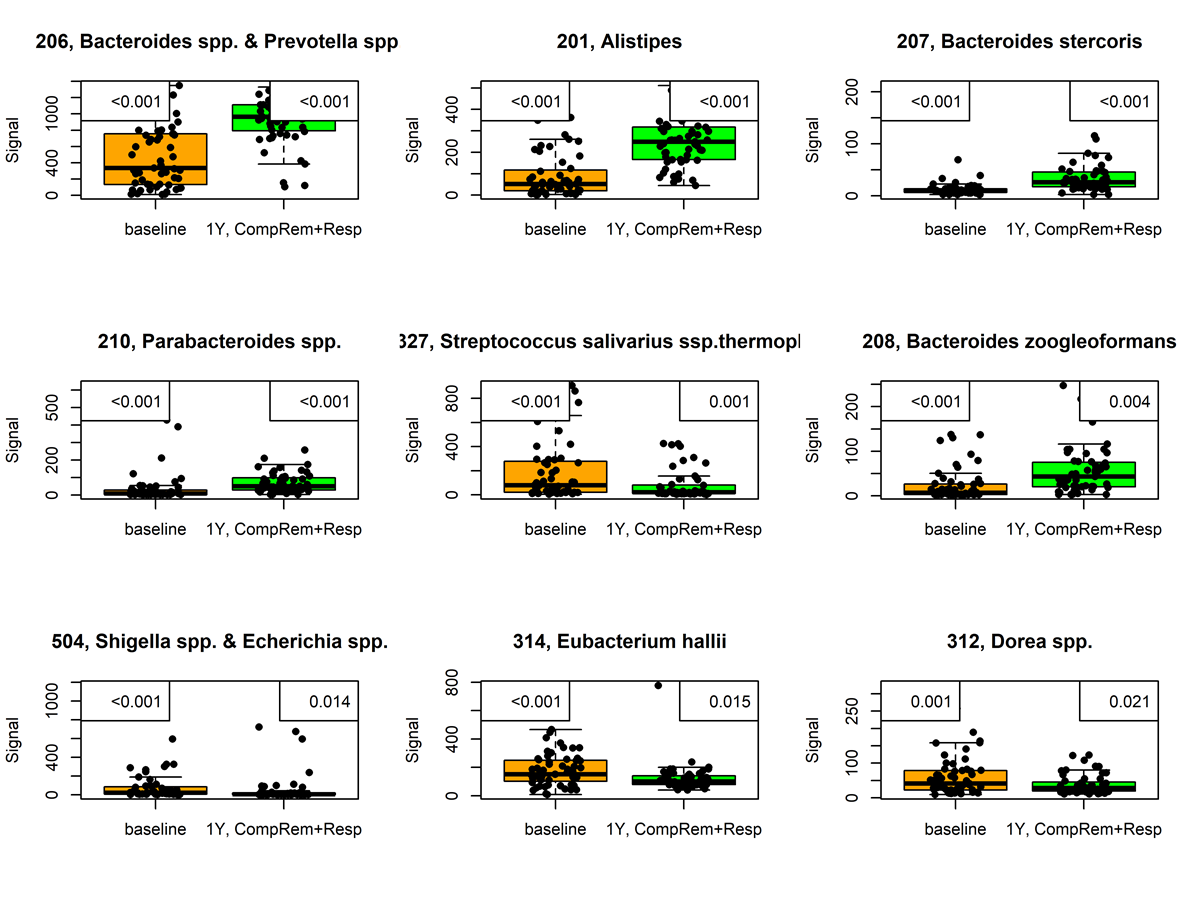 206, Bacteroides spp. & Prevotella spp
Signal
0
400
1000
<0.001
<0.001
baseline
1Y, CompRem+Resp
201, Alistipes
Signal
0
200
400
<0.001
<0.001
baseline
1Y, CompRem+Resp
207, Bacteroides stercoris
Signal
0
100
200
<0.001
<0.001
baseline
1Y, CompRem+Resp
210, Parabacteroides spp.
Signal
0
200
500
<0.001
<0.001
baseline
1Y, CompRem+Resp
327, Streptococcus salivarius ssp.thermopl
Signal
0
400
800
<0.001
0.001
baseline
1Y, CompRem+Resp
208, Bacteroides zoogleoformans
Signal
0
100
200
<0.001
0.004
baseline
1Y, CompRem+Resp
504, Shigella spp. & Echerichia spp.
Signal
0
400
1000
<0.001
0.014
baseline
1Y, CompRem+Resp
314, Eubacterium hallii
Signal
0
400
800
<0.001
0.015
baseline
1Y, CompRem+Resp
312, Dorea spp.
Signal
0
100
250
0.001
0.021
baseline
1Y, CompRem+Resp